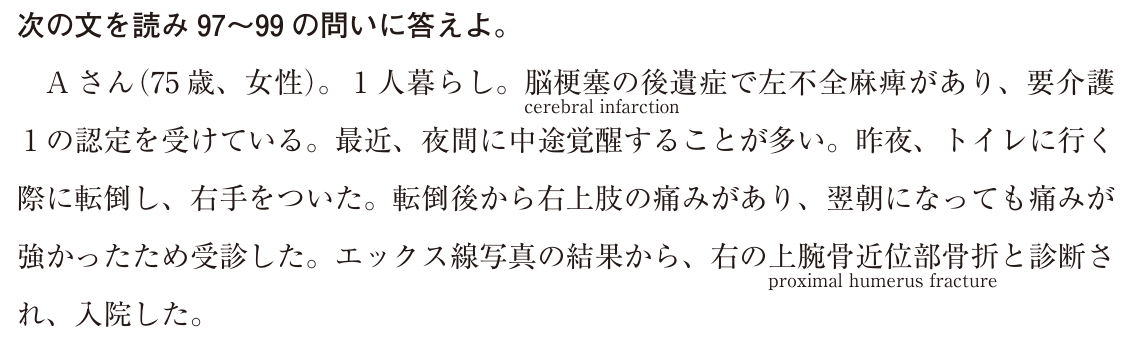 次の文を読み 97〜99 の問いに答えよ。
A さん(75 歳、女性)。1 人暮らし。脳梗塞の後遺症で左不全麻痺があり、要介護
cerebral infarction
1 の認定を受けている。最近、夜間に中途覚醒することが多い。昨夜、トイレに行く
際に転倒し、右手をついた。転倒後から右上肢の痛みがあり、翌朝になっても痛みが
強かったため受診した。エックス線写真の結果から、右の上腕骨近位部骨折と診断さ
proximal humerus fracture
れ、入院した。